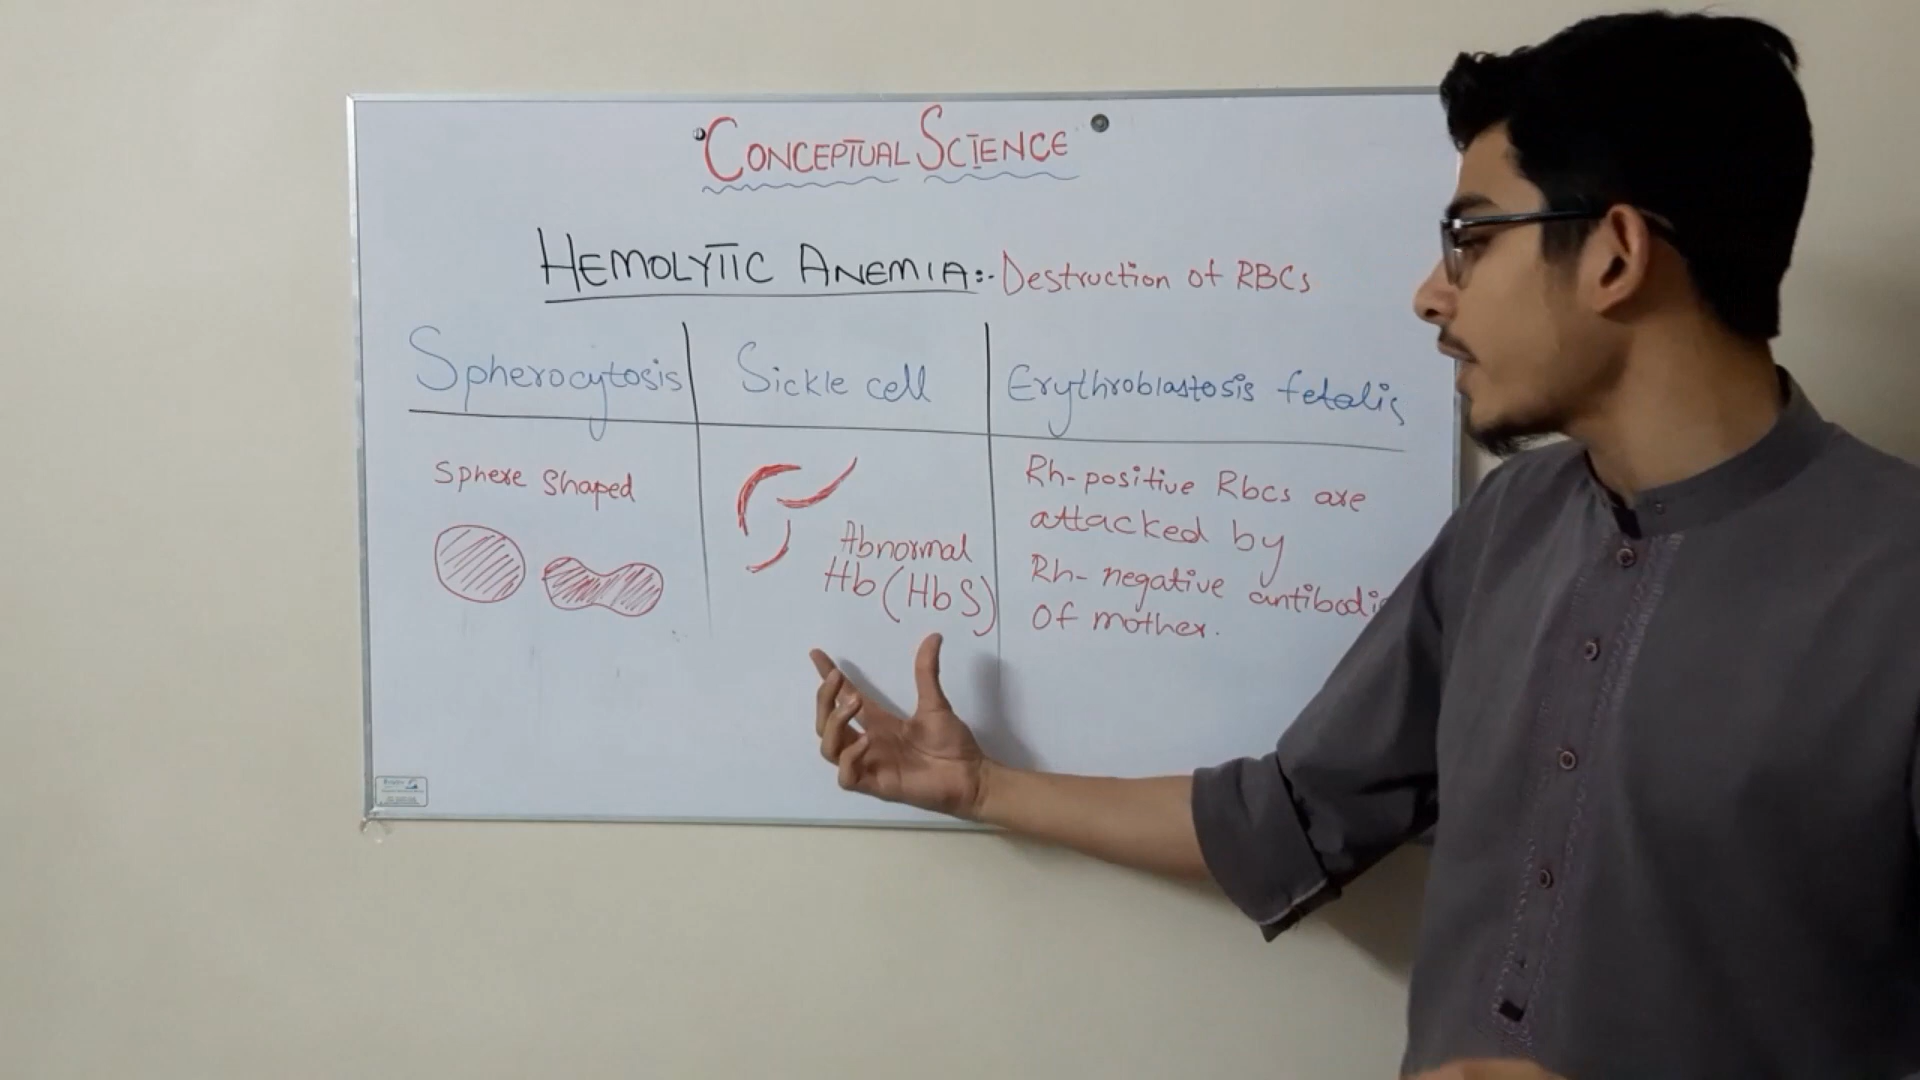 CONCEPTUAL SCIENCE
HEMOLYTIC ANEMIA:- Destruction of RBCs
Spherocytosis
Sphere Shaped
Sickle cell
Abnormal
Hb (HbS)
Erythroblastosis fetalis
Rh-positive Rbcs are
attacked by
Rh-negative antibodie
of mother.